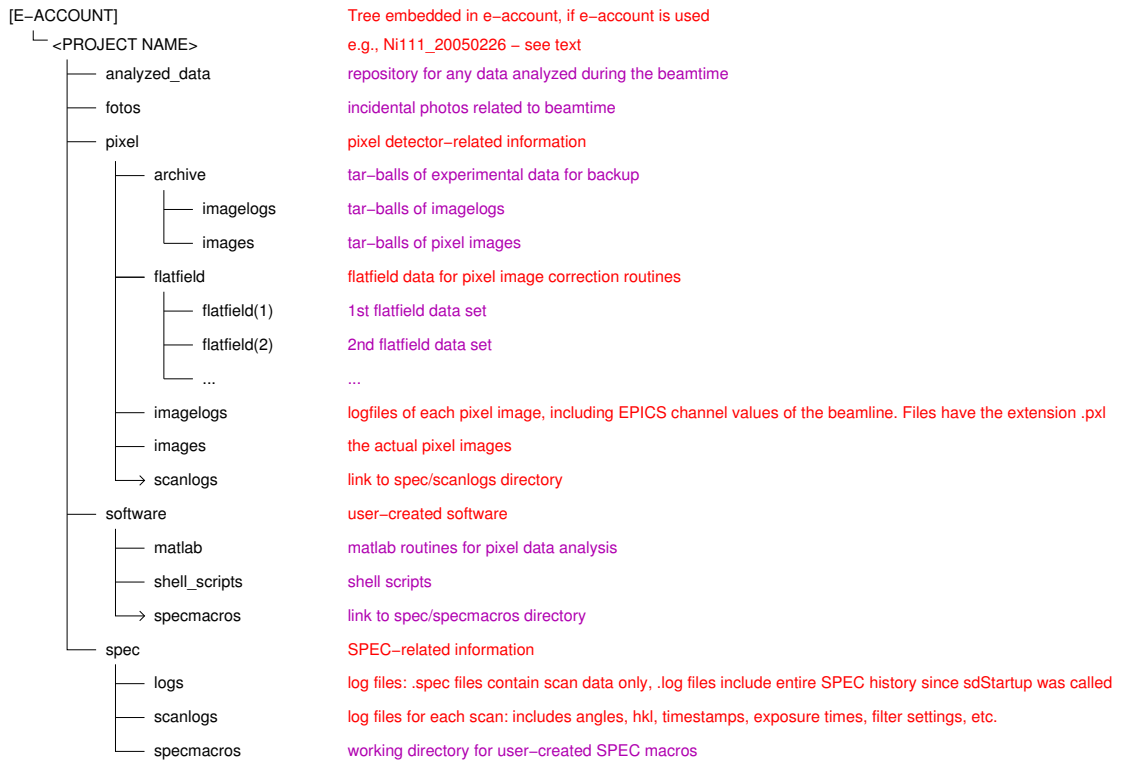 [E−ACCOUNT] Tree embedded in e−account, if e−account is used
<PROJECT NAME> e.g., Ni111_20050226 − see text
analyzed_data repository for any data analyzed during the beamtime
fotos incidental photos related to beamtime
pixel pixel detector−related information
archive tar−balls of experimental data for backup
imagelogs tar−balls of imagelogs
images tar−balls of pixel images
flatfield flatfield data for pixel image correction routines
flatfield(1) 1st flatfield data set
flatfield(2) 2nd flatfield data set
... ...
imagelogs logfiles of each pixel image, including EPICS channel values of the beamline. Files have the extension .pxl
images the actual pixel images
scanlogs link to spec/scanlogs directory
software user−created software
matlab matlab routines for pixel data analysis
shell_scripts shell scripts
specmacros link to spec/specmacros directory
spec SPEC−related information
logs log files: .spec files contain scan data only, .log files include entire SPEC history since sdStartup was called
scanlogs log files for each scan: includes angles, hkl, timestamps, exposure times, filter settings, etc.
specmacros working directory for user−created SPEC macros